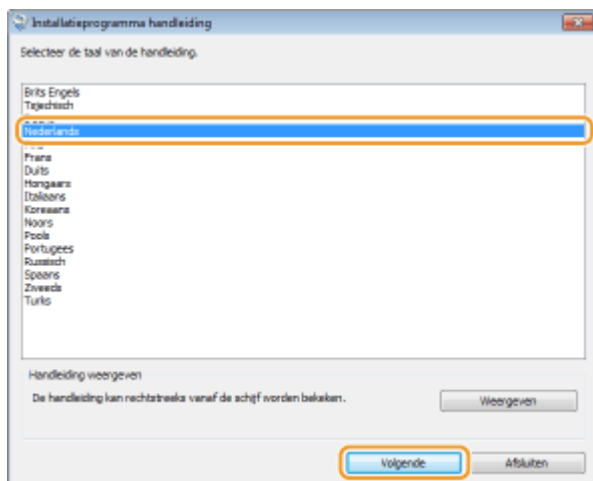 Installatieprogramma handleiding
Selecteer de taal van de handleiding.
Brits Engels
Tsjechisch
Nederlands
Frans
Duits
Hongaars
Italiaans
Koreaans
Noors
Pools
Portugees
Russisch
Spaans
Zweeds
Turks
Handleiding weergeven
De handleiding kan rechtstreeks vanaf de schijf worden bekeken.
Weergeven
Volgende
Afsluiten